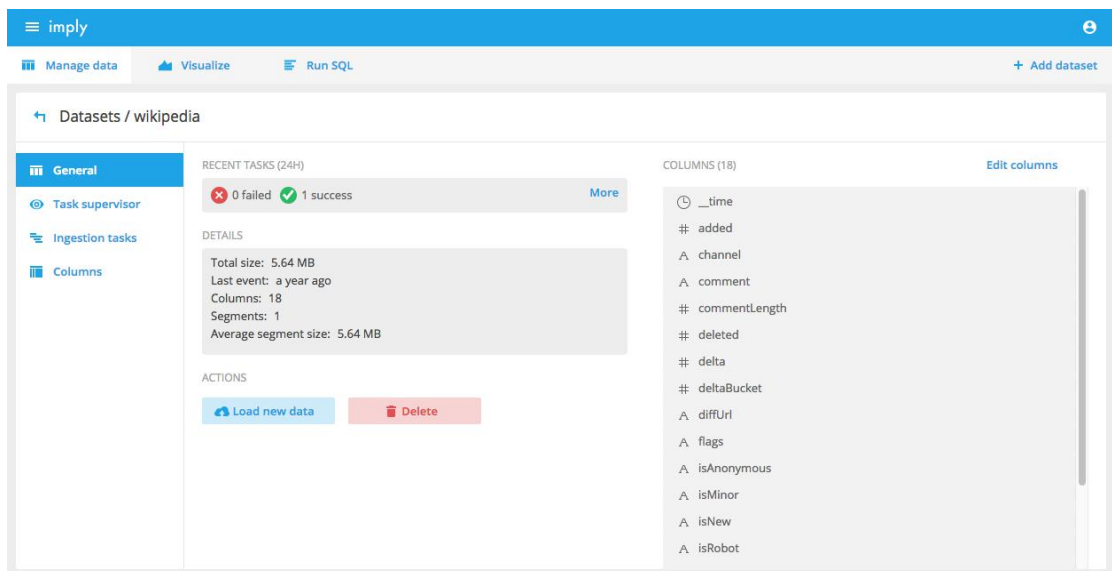 imply
Manage data
Visualize
Run SQL
+ Add dataset
Datasets / wikipedia
General
Task supervisor
Ingestion tasks
Columns
RECENT TASKS (24H)
0 failed 1 success
More
DETAILS
Total size: 5.64 MB
Last event: a year ago
Columns: 18
Segments: 1
Average segment size: 5.64 MB
ACTIONS
Load new data
Delete
COLUMNS (18)
Edit columns
__time
# added
A channel
A comment
# commentLength
# deleted
# delta
# deltaBucket
A diffUrl
A flags
A isAnonymous
A isMinor
A isNew
A isRobot